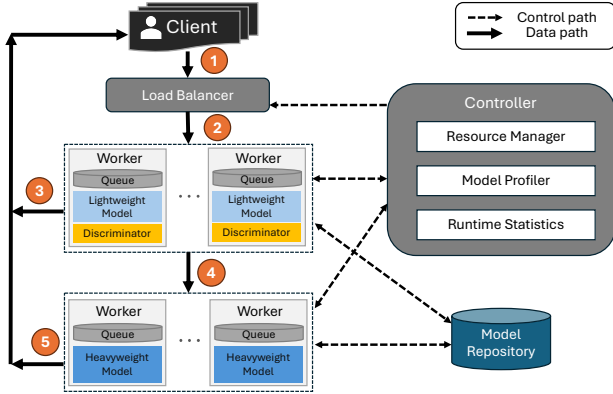 Client
Control path
Data path
1
Load Balancer
Controller
2
Resource Manager
Worker
Worker
Queue
Queue
...
Model Profiler
3
Lightweight
Model
Lightweight
Model
Discriminator
Discriminator
Runtime Statistics
4
Worker
Worker
Queue
Queue
...
5
Heavyweight
Model
Heavyweight
Model
Model
Repository